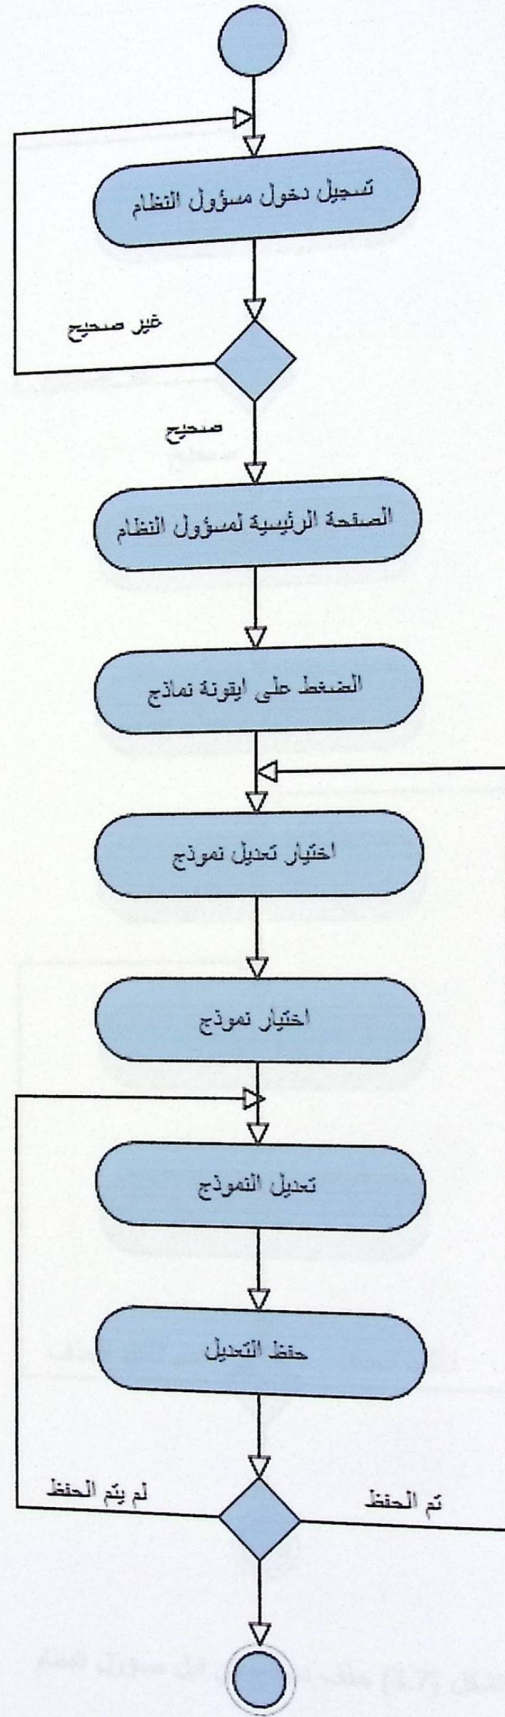 تسجيل دخول مسؤول النظام
غير صحيح
صحيح
الصفحة الرئيسية لمسؤول النظام
الضغط على ايقونة نماذج
اختيار تعديل نموذج
اختيار نموذج
تعديل النموذج
حفظ التعديل
لم يتم الحفظ
تم الحفظ